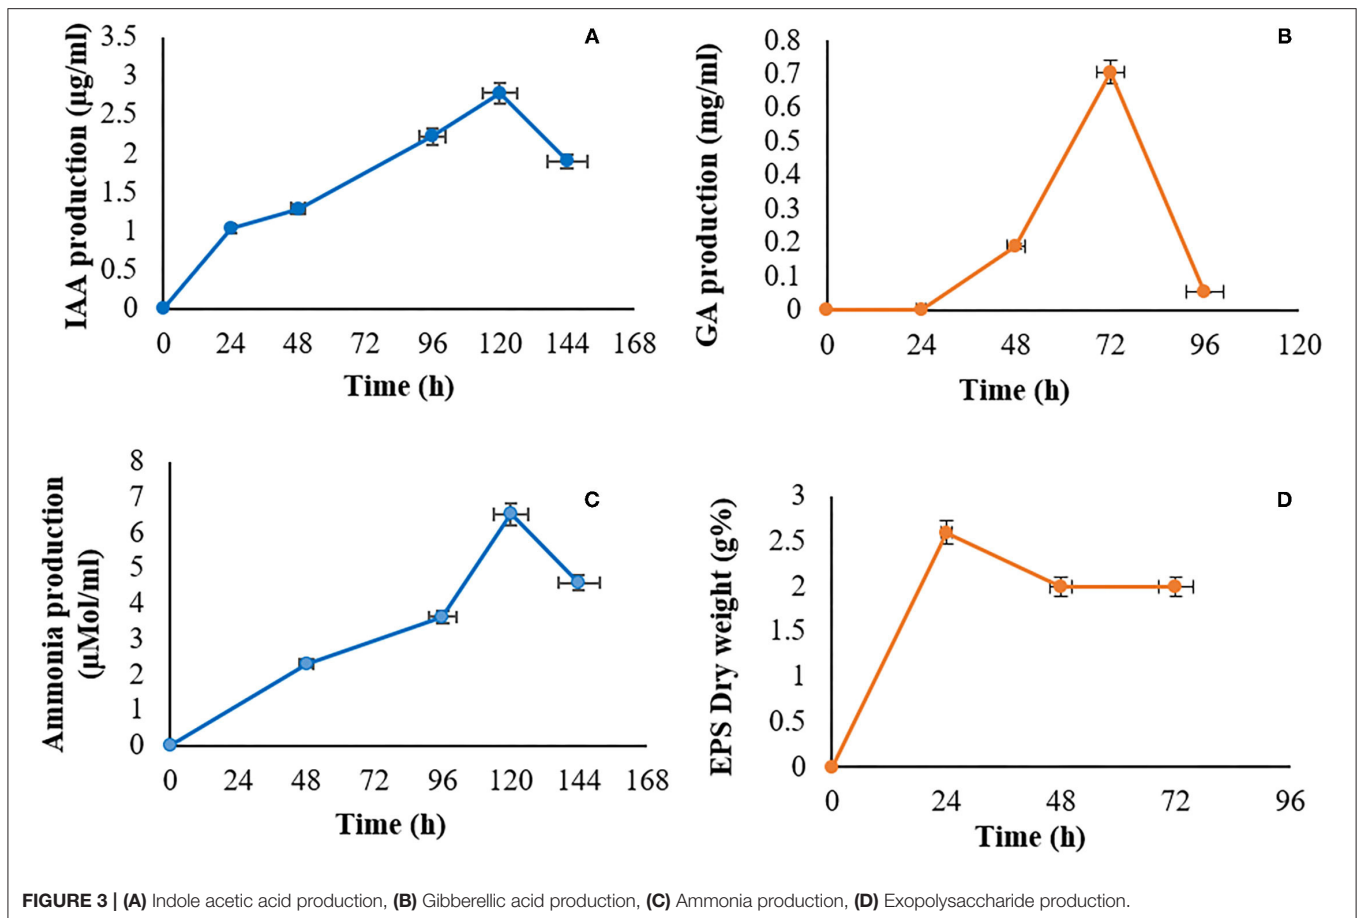 A
3.5
3
2.5
2
1.5
1
0.5
0
IAA production (µg/ml)
0 24 48 72 96 120 144 168
Time (h)
B
0.8
0.7
0.6
0.5
0.4
0.3
0.2
0.1
0
GA production (mg/ml)
0 24 48 72 96 120
Time (h)
C
8
7
6
5
4
3
2
1
0
Ammonia production
(µMol/ml)
0 24 48 72 96 120 144 168
Time (h)
D
3
2.5
2
1.5
1
0.5
0
EPS Dry weight (g%)
0 24 48 72 96
Time (h)
FIGURE 3 | (A) Indole acetic acid production, (B) Gibberellic acid production, (C) Ammonia production, (D) Exopolysaccharide production.